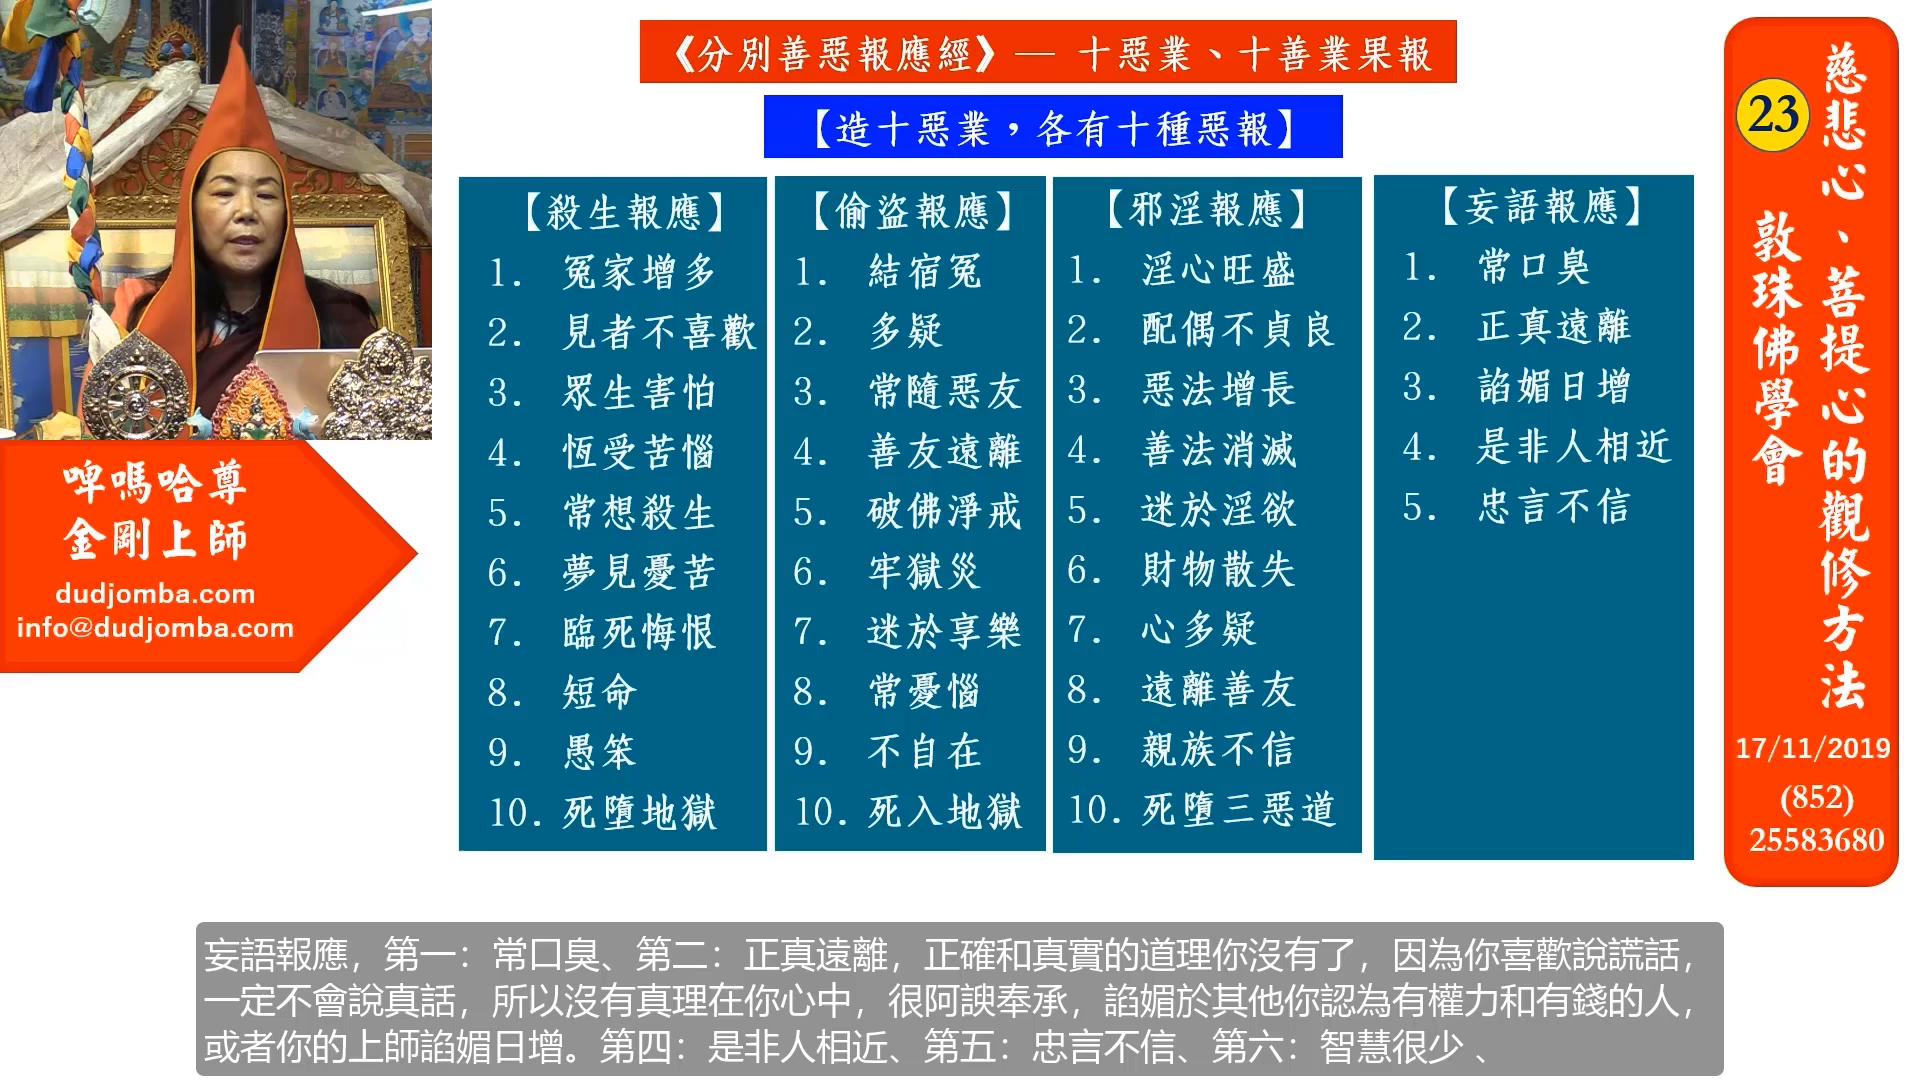 《分別善惡報應經》— 十惡業、十善業果報
【造十惡業，各有十種惡報】
【殺生報應】
1. 冤家增多
2. 見者不喜歡
3. 眾生害怕
4. 恆受苦惱
5. 常想殺生
6. 夢見憂苦
7. 臨死悔恨
8. 短命
9. 愚笨
10. 死墮地獄
【偷盜報應】
1. 結宿冤
2. 多疑
3. 常隨惡友
4. 善友遠離
5. 破佛淨戒
6. 牢獄災
7. 迷於享樂
8. 常憂惱
9. 不自在
10. 死入地獄
【邪淫報應】
1. 淫心旺盛
2. 配偶不貞良
3. 惡法增長
4. 善法消滅
5. 迷於淫欲
6. 財物散失
7. 心多疑
8. 遠離善友
9. 親族不信
10. 死墮三惡道
【妄語報應】
1. 常口臭
2. 正真遠離
3. 諂媚日增
4. 是非人相近
5. 忠言不信
啤嗎哈尊
金剛上師
dudjomba.com
info@dudjomba.com
慈悲心、菩提心的觀修方法
23
敦珠佛學會
17/11/2019
(852)
25583680
妄語報應，第一：常口臭、第二：正真遠離，正確和真實的道理你沒有了，因為你喜歡說謊話，
一定不會說真話，所以沒有真理在你心中，很阿諛奉承，諂媚於其他你認為有權力和有錢的人，
或者你的上師諂媚日增。第四：是非人相近、第五：忠言不信、第六：智慧很少 、